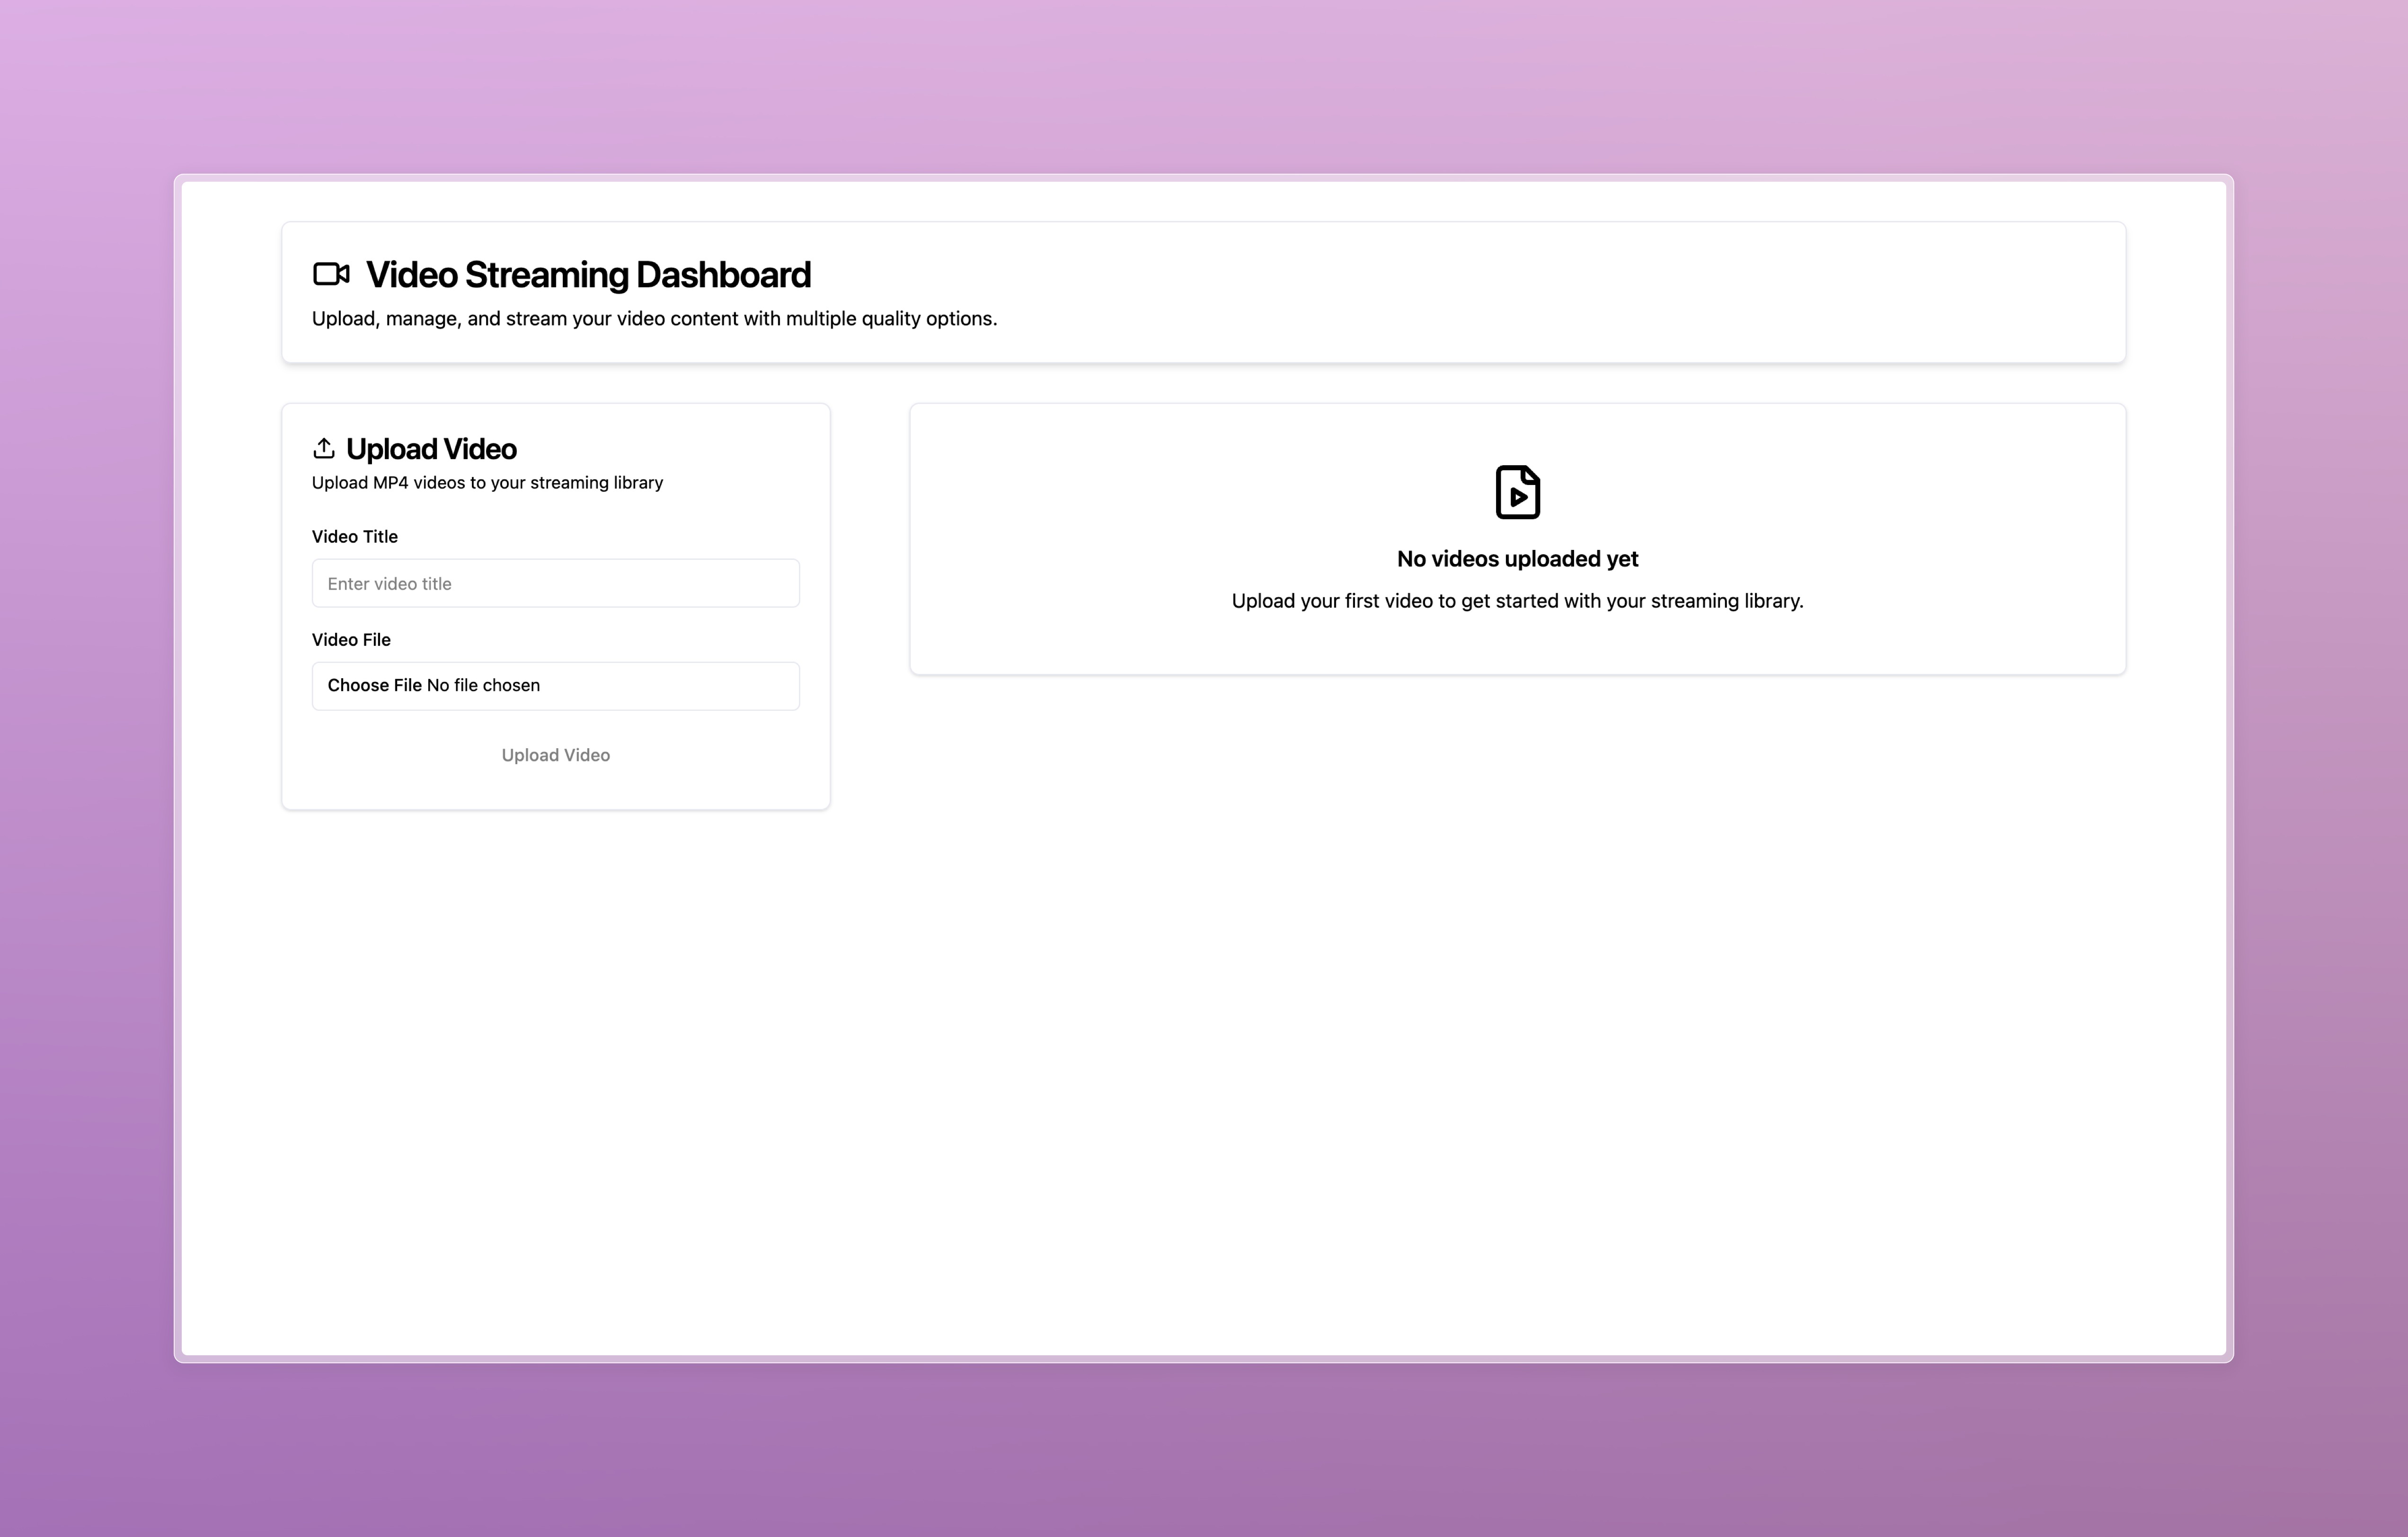 Video Streaming Dashboard
Upload, manage, and stream your video content with multiple quality options.
Upload Video
Upload MP4 videos to your streaming library
Video Title
Enter video title
Video File
Choose File No file chosen
Upload Video
No videos uploaded yet
Upload your first video to get started with your streaming library.